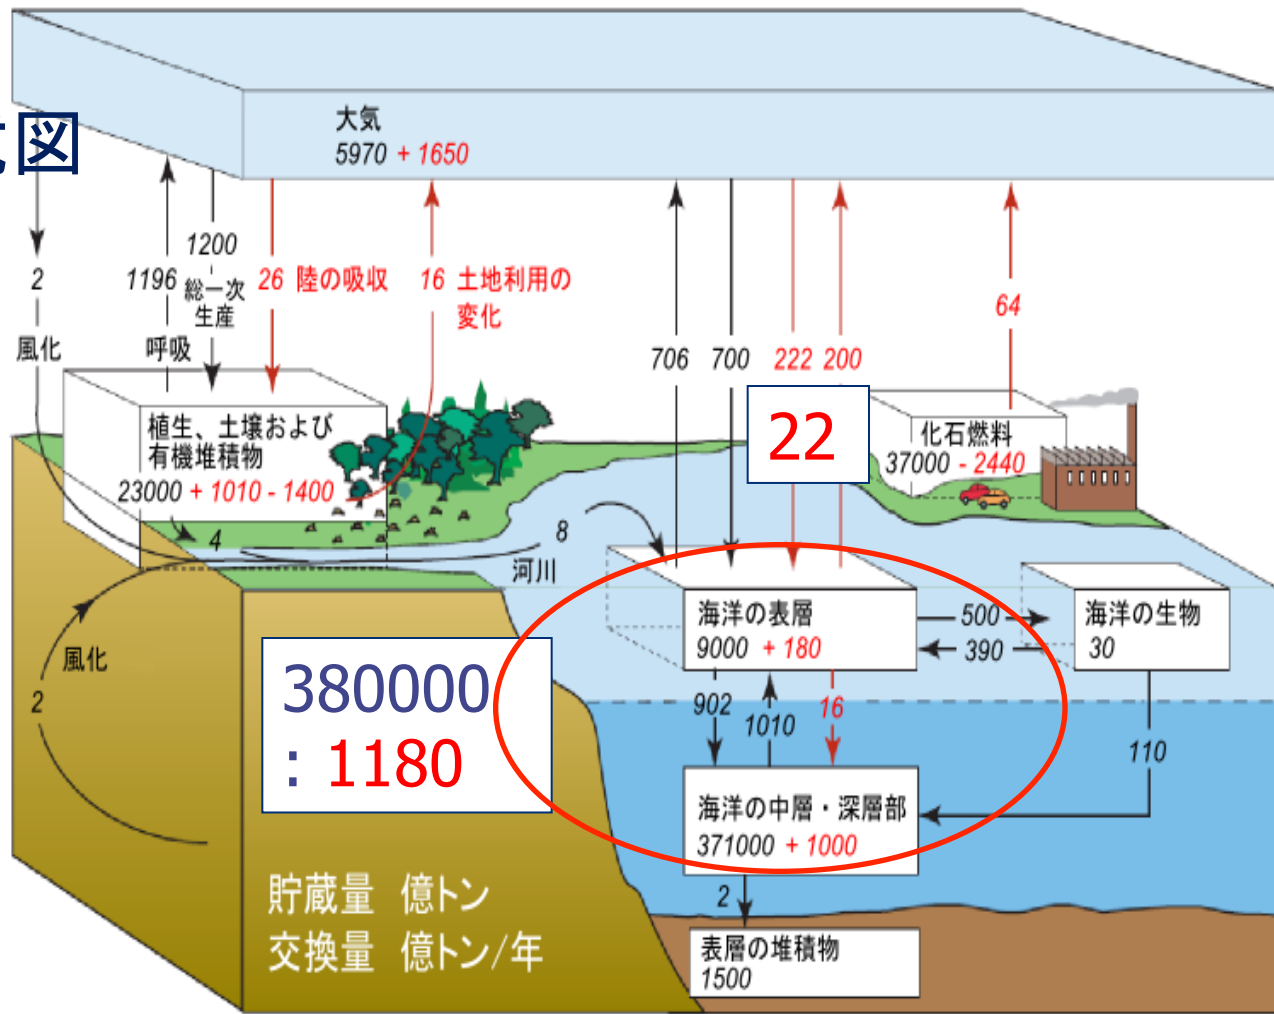 図
大気
5970 + 1650
2
風化
1196
呼吸
1200
総一次
生産
26 陸の吸収
16 土地利用の
変化
706
700
222
200
64
22
植生、土壌および
有機堆積物
23000 + 1010 - 1400
化石燃料
37000 - 2440
4
8
河川
海洋の表層
9000 + 180
500
390
海洋の生物
30
風化
2
380000
: 1180
902
1010
16
110
海洋の中層・深層部
371000 + 1000
2
貯蔵量 億トン
交換量 億トン/年
表層の堆積物
1500